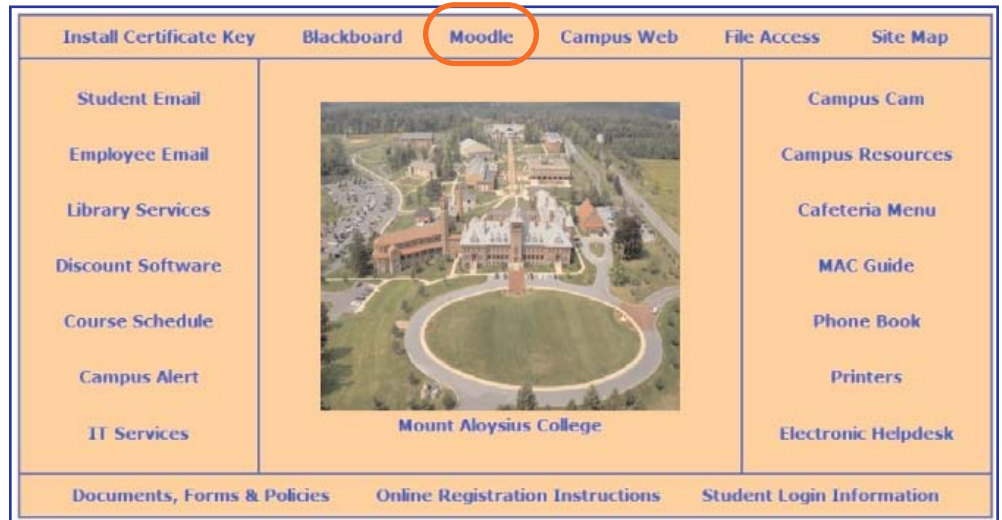 Install Certificate Key Blackboard Moodle Campus Web File Access Site Map
Student Email
Employee Email
Library Services
Discount Software
Course Schedule
Campus Alert
IT Services
Mount Aloysius College
Campus Cam
Campus Resources
Cafeteria Menu
MAC Guide
Phone Book
Printers
Electronic Helpdesk
Documents, Forms & Policies Online Registration Instructions Student Login Information